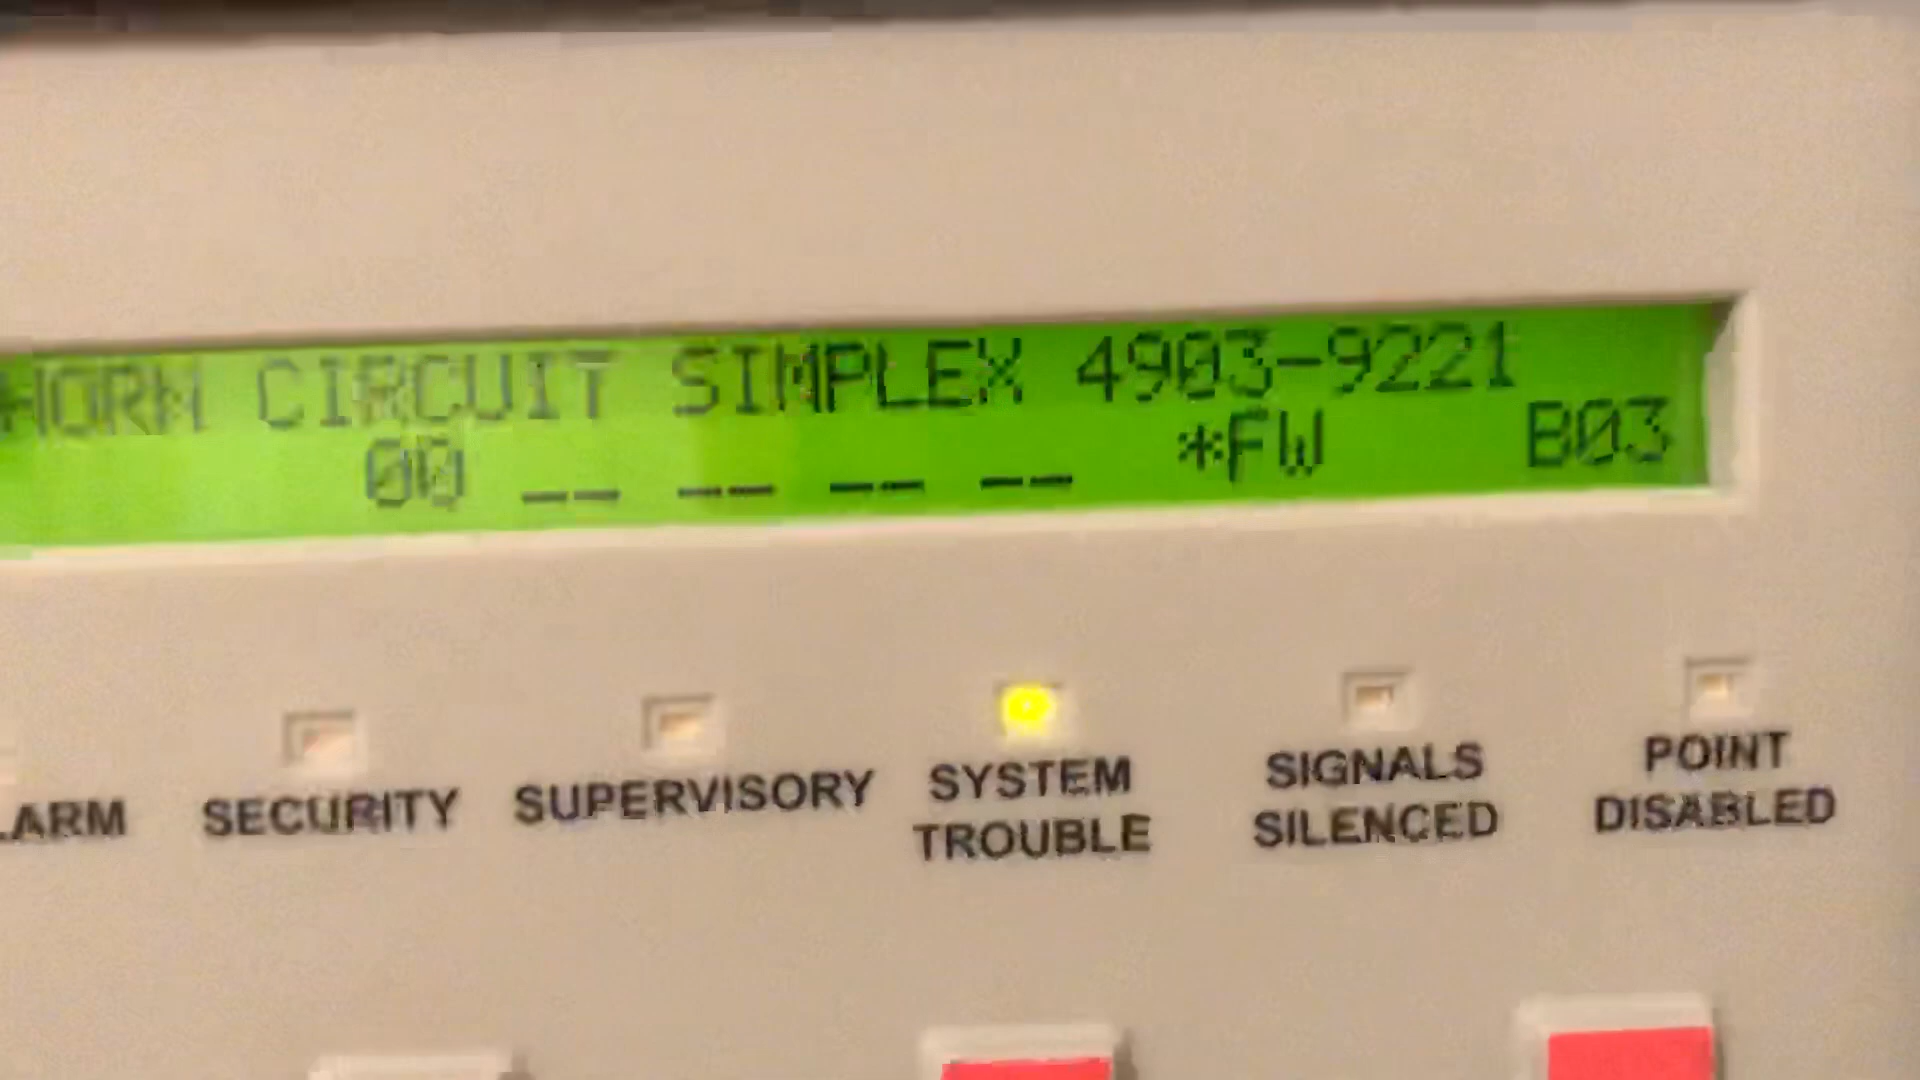 HORN CIRCUIT SIMPLEX 4903-9221
00 __ __ __ __ *FW B03
LARM
SECURITY
SUPERVISORY
SYSTEM
TROUBLE
SIGNALS
SILENCED
POINT
DISABLED